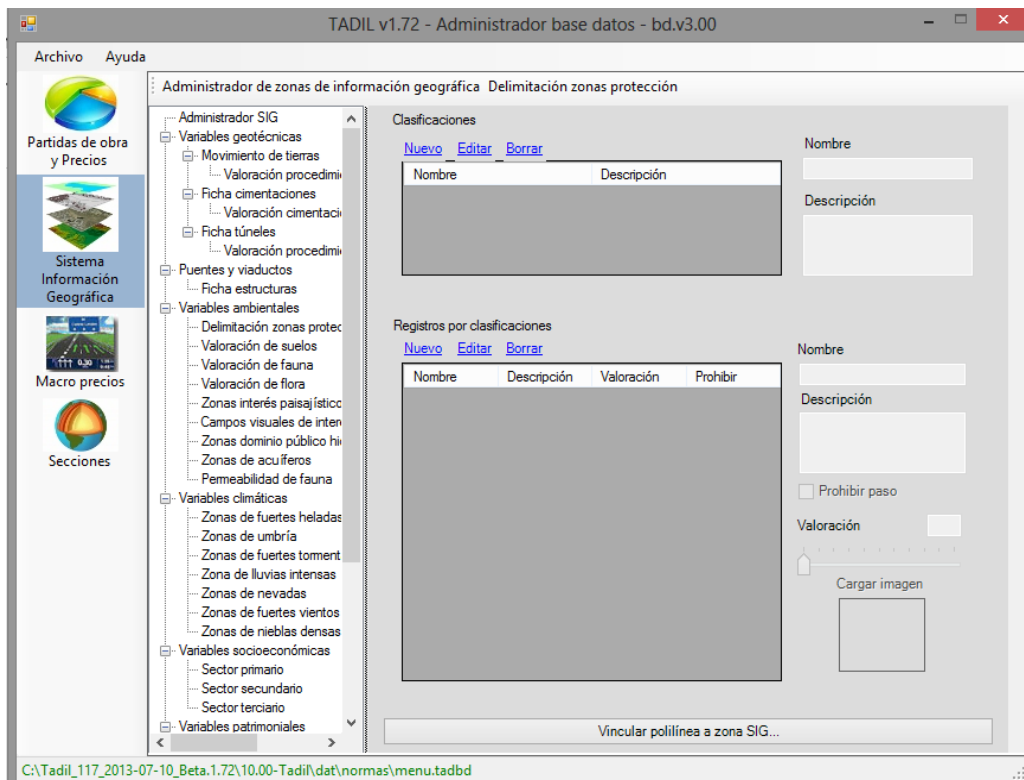 TADIL v1.72 - Administrador base datos - bd.v3.00
Archivo Ayuda
Partidas de obra
y Precios
Sistema
Información
Geográfica
Macro precios
Secciones
Administrador de zonas de información geográfica Delimitación zonas protección
Administrador SIG
Variables geotécnicas
Movimiento de tierras
Valoración procedimi
Ficha cimentaciones
Valoración cimentaci
Ficha túneles
Valoración procedimi
Puentes y viaductos
Ficha estructuras
Variables ambientales
Delimitación zonas protec
Valoración de suelos
Valoración de fauna
Valoración de flora
Zonas interés paisajístico
Campos visuales de inter
Zonas dominio público hi
Zonas de acuíferos
Permeabilidad de fauna
Variables climáticas
Zonas de fuertes heladas
Zonas de umbría
Zonas de fuertes torment
Zona de lluvias intensas
Zonas de nevadas
Zonas de fuertes vientos
Zonas de nieblas densas
Variables socioeconómicas
Sector primario
Sector secundario
Sector terciario
Variables patrimoniales
Clasificaciones
Nuevo Editar Borrar
Nombre Descripción
Nombre
Descripción
Registros por clasificaciones
Nuevo Editar Borrar
Nombre Descripción Valoración Prohibir
Nombre
Descripción
Prohibir paso
Valoración
Cargar imagen
Vincular polilínea a zona SIG...
C:\Tadil_117_2013-07-10_Beta.1.72\10.00-Tadil\dat\normas\menu.tadbd